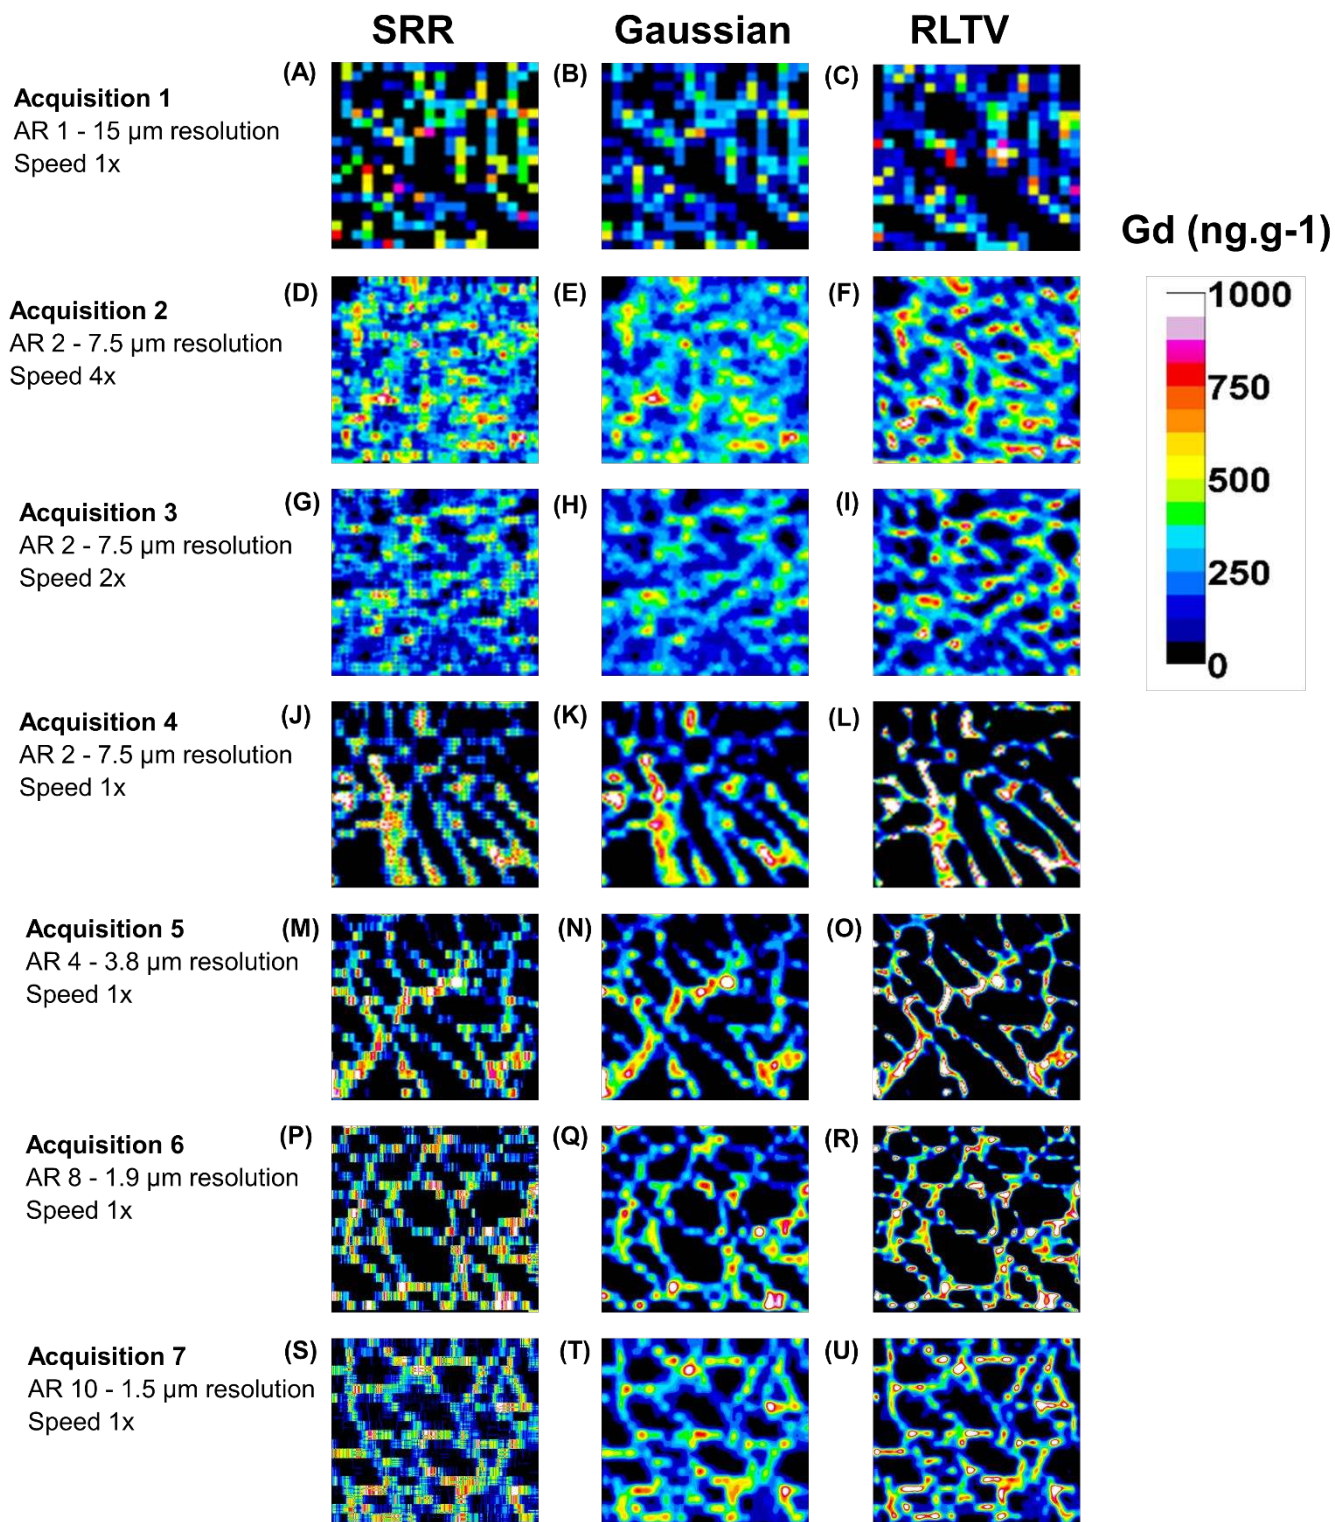 SRR Gaussian RLTV
(A) (B) (C)
Acquisition 1
AR 1 - 15 µm resolution
Speed 1x
Gd (ng.g-1)
1000
750
500
250
0
(D) (E) (F)
Acquisition 2
AR 2 - 7.5 µm resolution
Speed 4x
(G) (H) (I)
Acquisition 3
AR 2 - 7.5 µm resolution
Speed 2x
(J) (K) (L)
Acquisition 4
AR 2 - 7.5 µm resolution
Speed 1x
(M) (N) (O)
Acquisition 5
AR 4 - 3.8 µm resolution
Speed 1x
(P) (Q) (R)
Acquisition 6
AR 8 - 1.9 µm resolution
Speed 1x
(S) (T) (U)
Acquisition 7
AR 10 - 1.5 µm resolution
Speed 1x